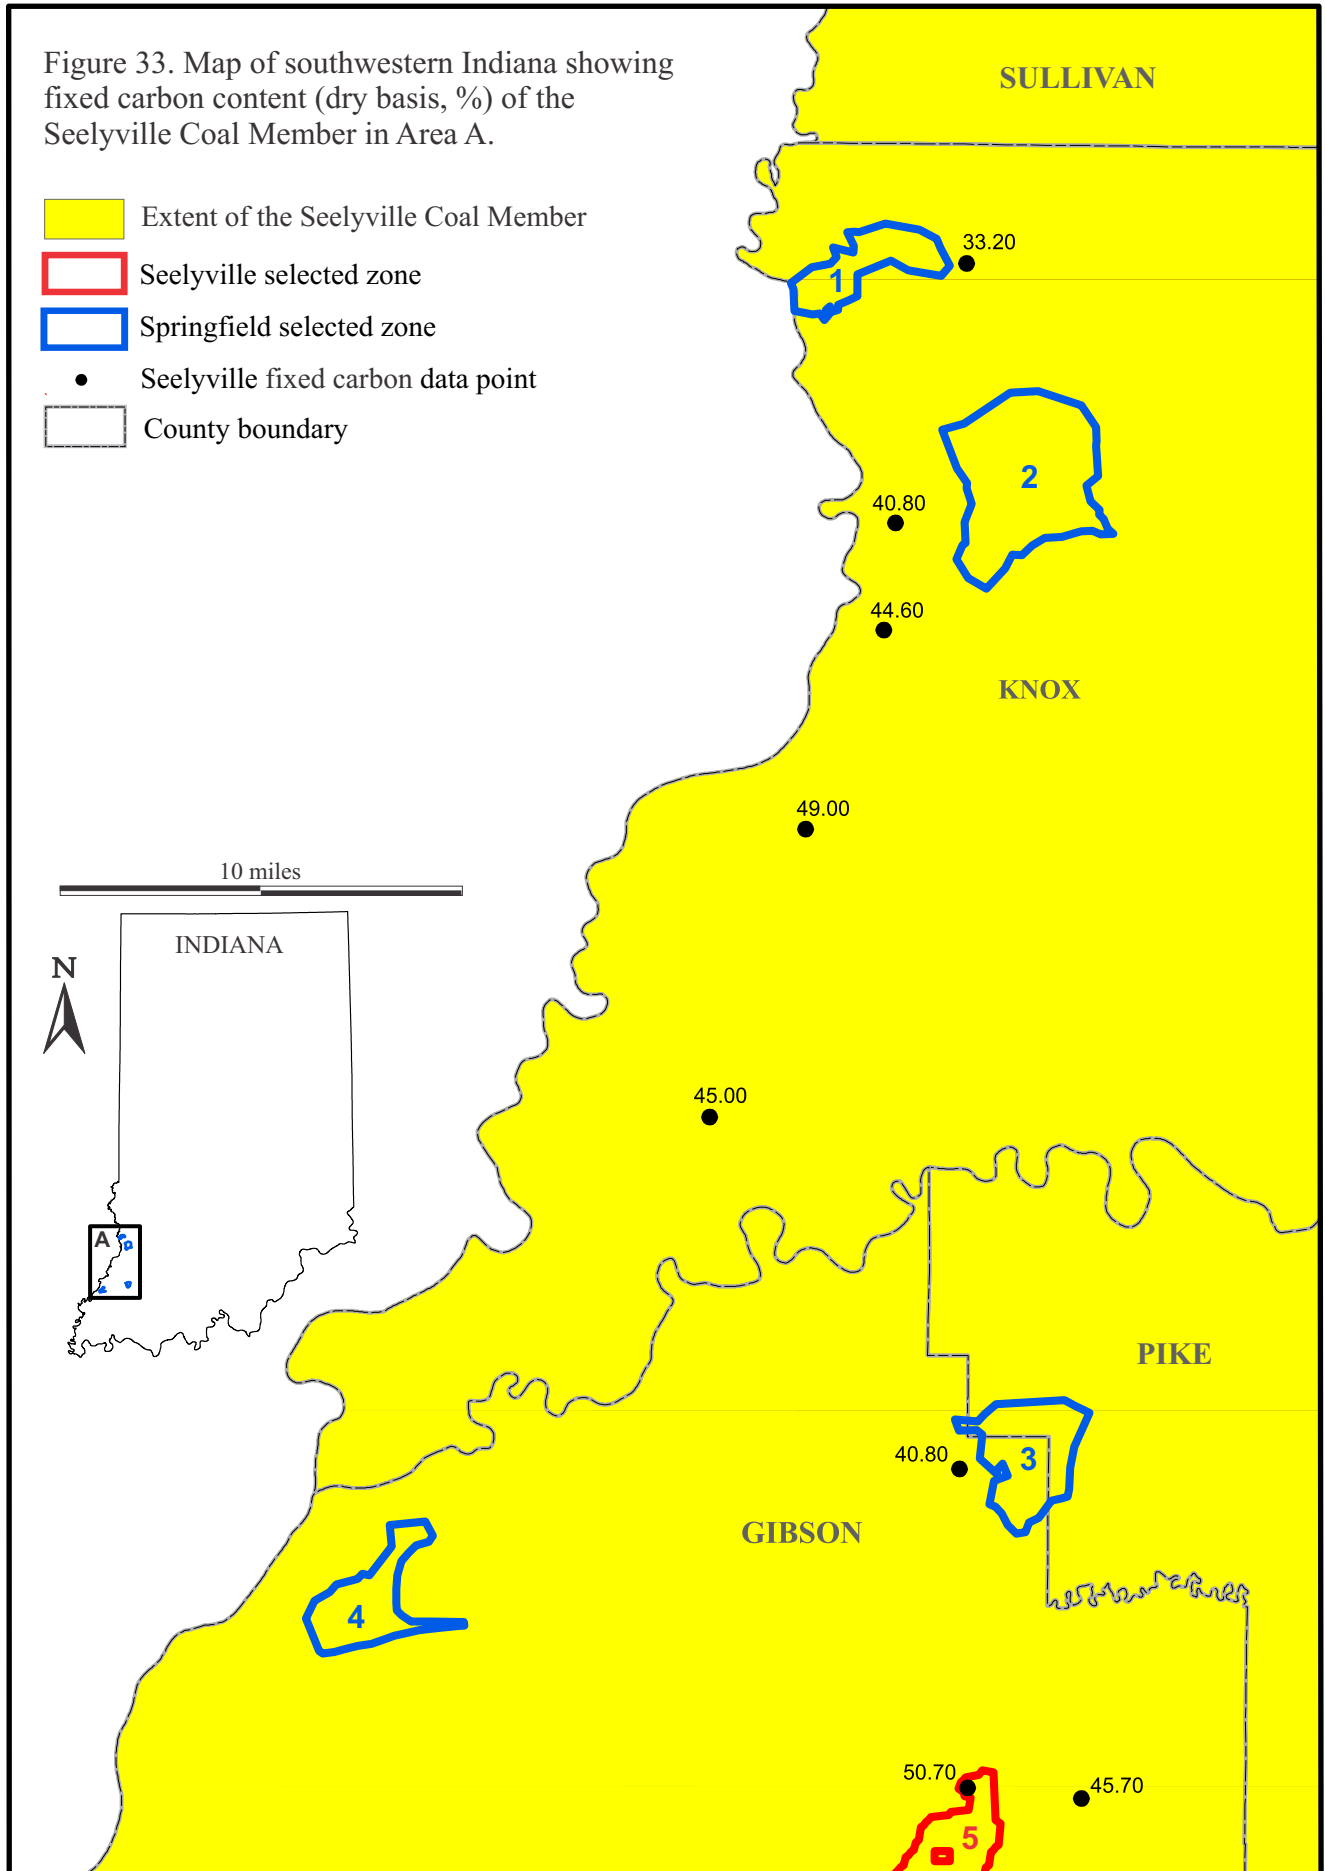 Figure 33. Map of southwestern Indiana showing
fixed carbon content (dry basis, %) of the
Seelyville Coal Member in Area A.
Extent of the Seelyville Coal Member
Seelyville selected zone
Springfield selected zone
Seelyville fixed carbon data point
County boundary
SULLIVAN
33.20
1
2
40.80
44.60
KNOX
49.00
10 miles
INDIANA
N
45.00
A
PIKE
40.80
3
GIBSON
4
50.70
45.70
5